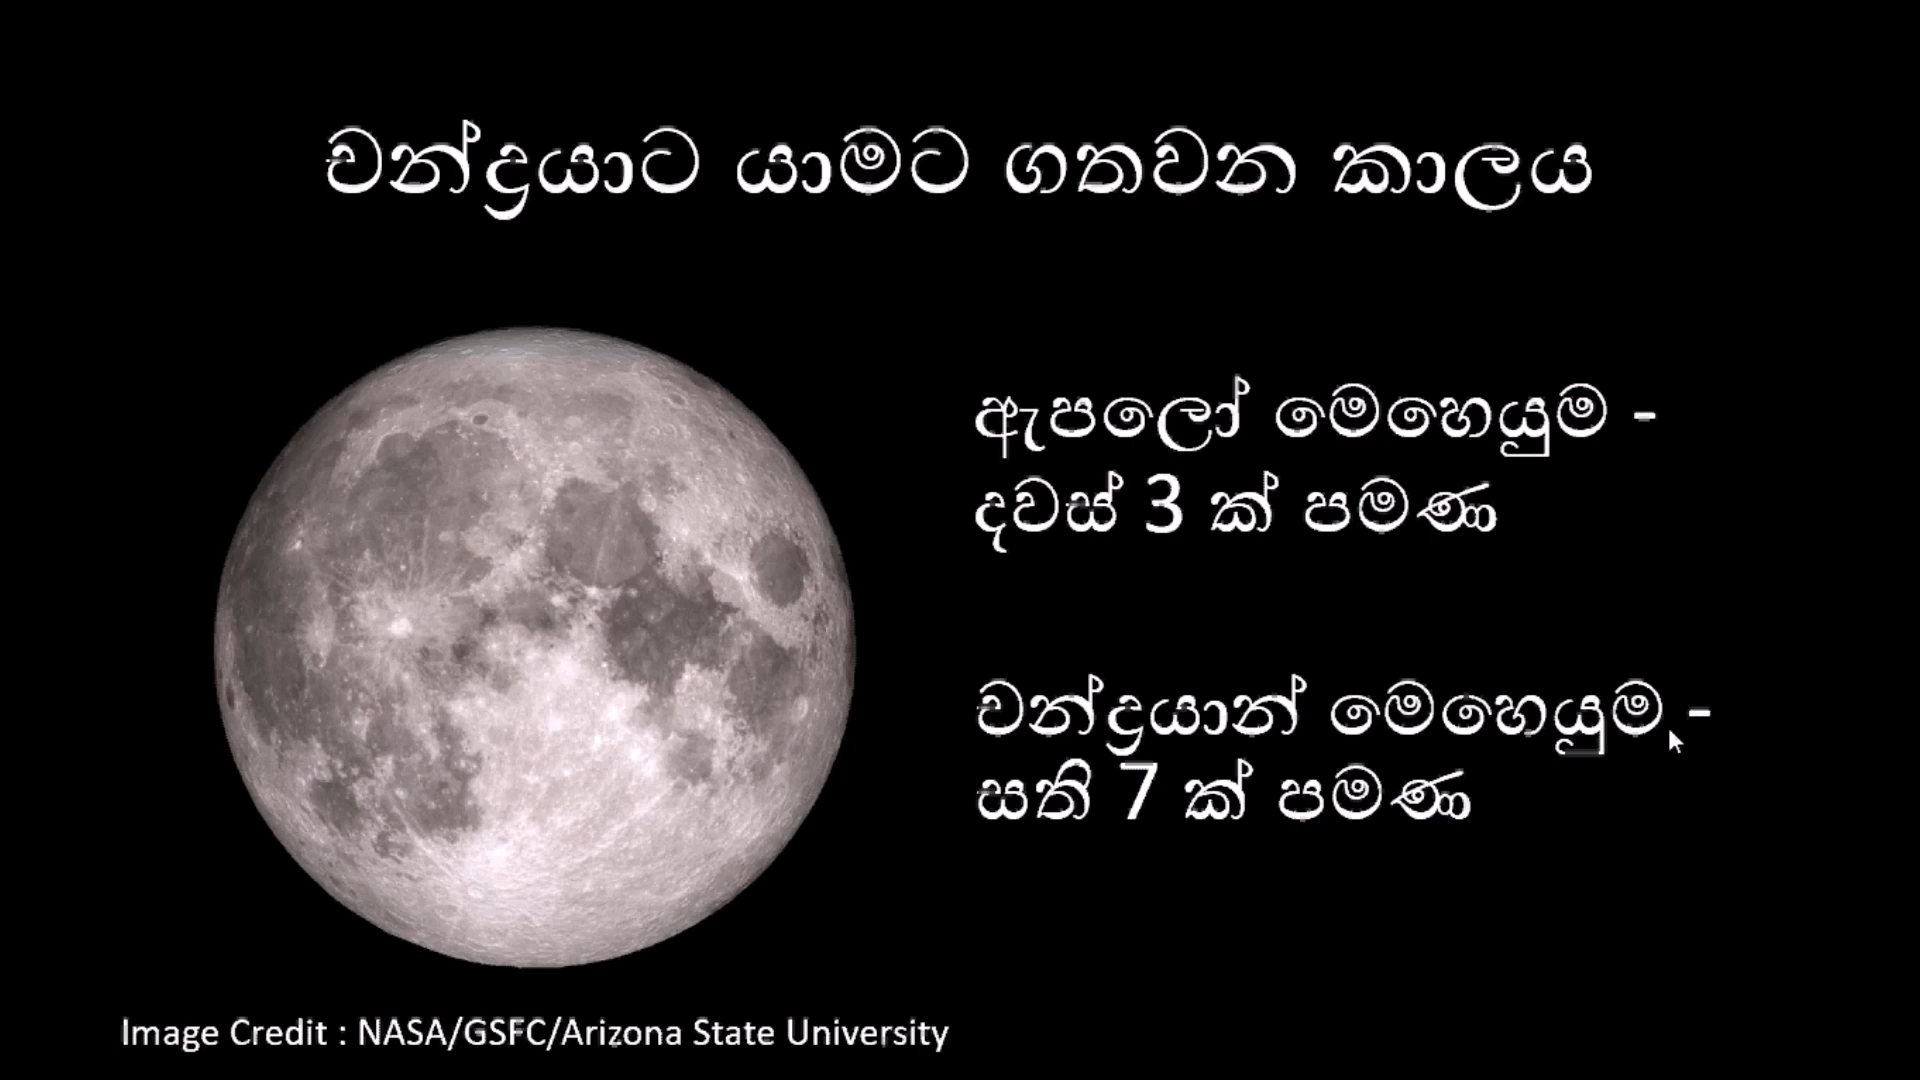 චන්ද්‍රයාට යාමට ගතවන කාලය
ඇපලෝ මෙහෙයුම -
දවස් 3 ක් පමණ
චන්ද්‍රයාන් මෙහෙයුම -
සති 7 ක් පමණ
Image Credit : NASA/GSFC/Arizona State University